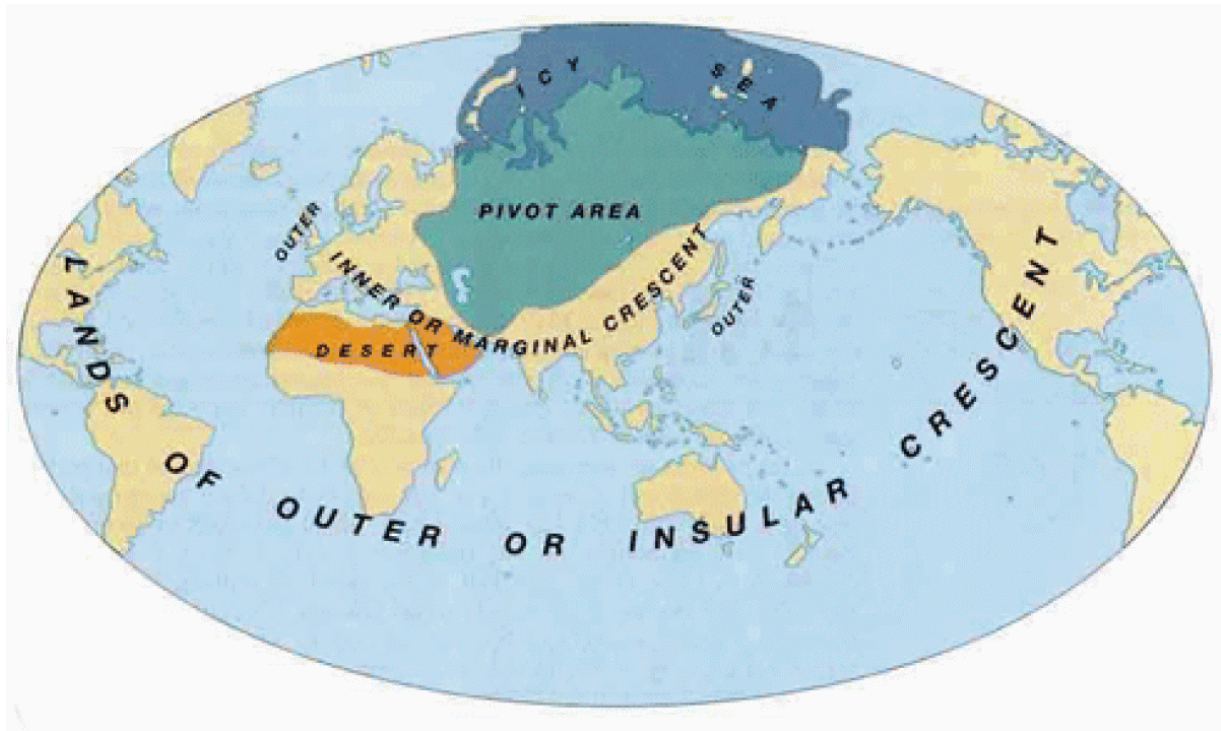 ICY SEA
PIVOT AREA
OUTER
INNER OR MARGINAL CRESCENT
OUTER
DESERT
LANDS OF OUTER OR INSULAR CRESCENT